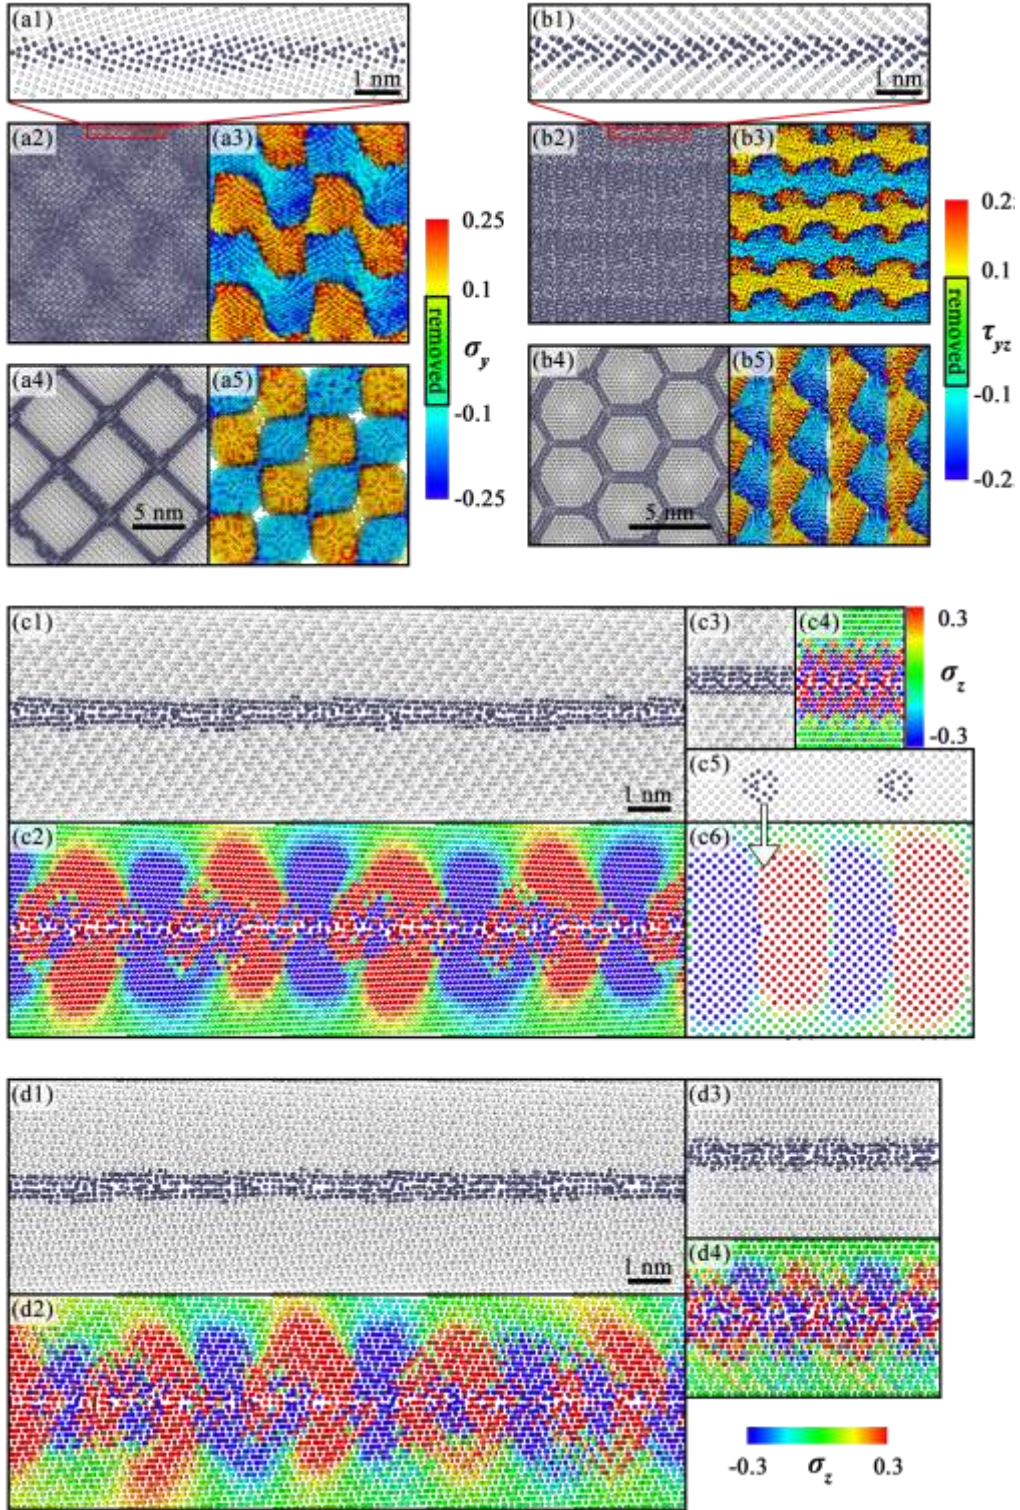 (a1)
1 nm
(b1)
1 nm
(a2)
(a3)
(b2)
(b3)
0.25
0.1
removed
σy
-0.1
-0.25
0.2
0.1
removed
τyz
-0.1
-0.2
(a4)
5 nm
(a5)
(b4)
5 nm
(b5)
(c1)
1 nm
(c3)
(c4)
0.3
σz
-0.3
(c5)
(c2)
(c6)
(d1)
1 nm
(d3)
(d2)
(d4)
-0.3 σz 0.3